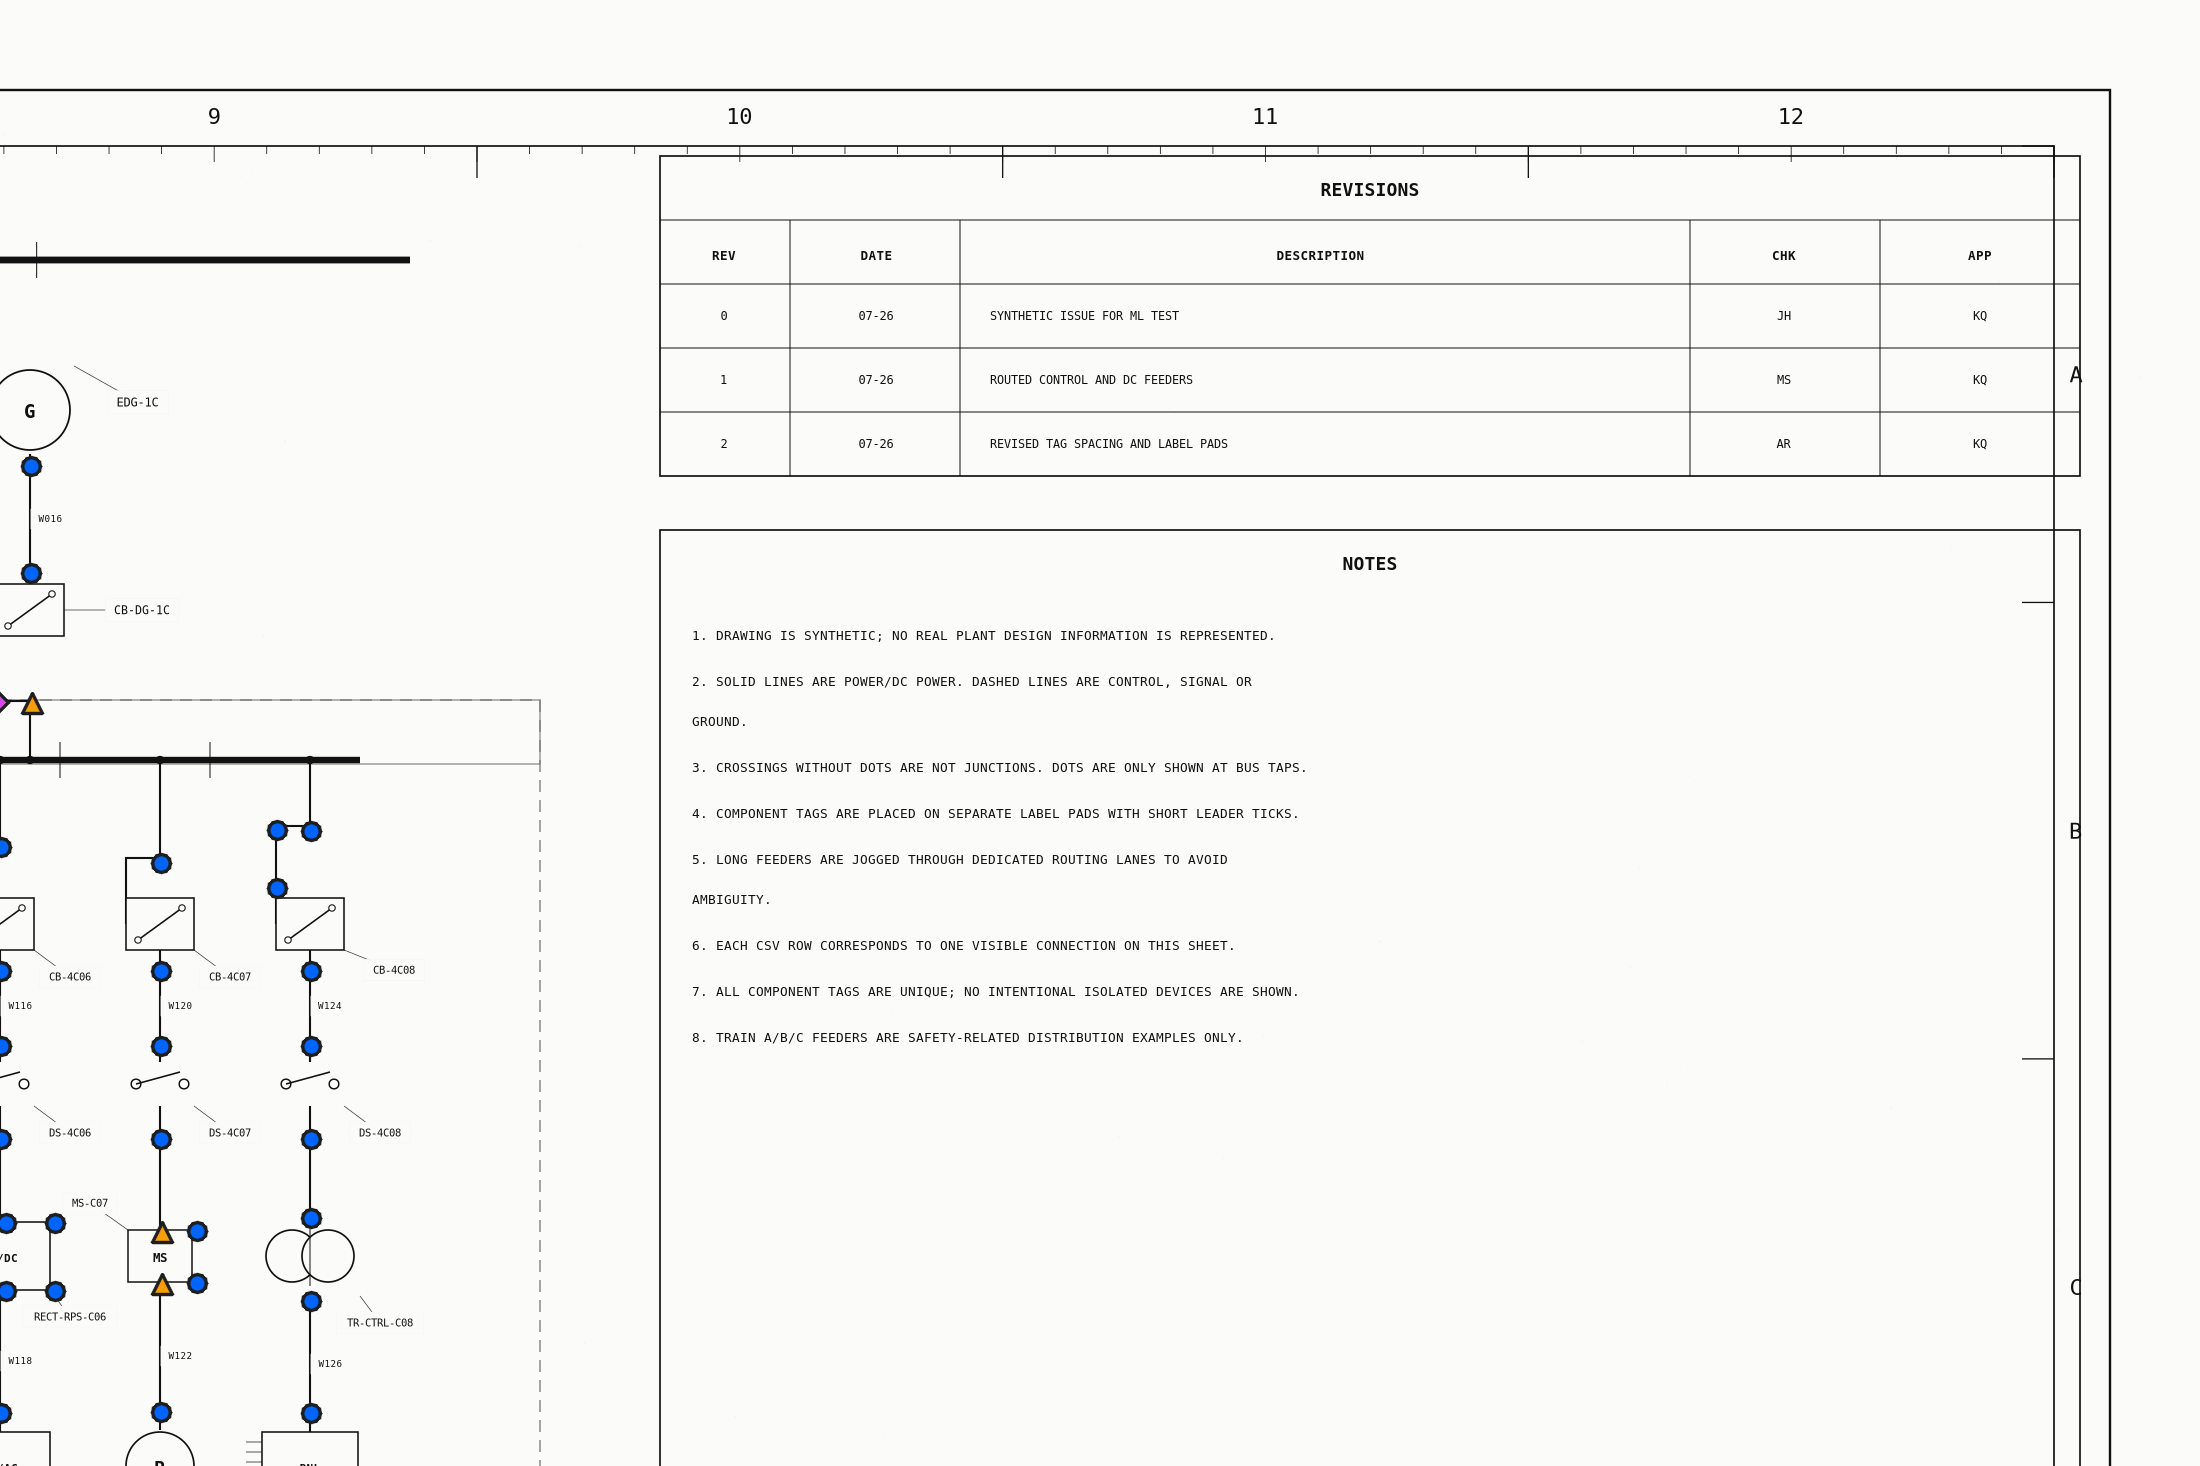 9 10 11 12
REVISIONS
REV DATE DESCRIPTION CHK APP
0 07-26 SYNTHETIC ISSUE FOR ML TEST JH KQ
1 07-26 ROUTED CONTROL AND DC FEEDERS MS KQ
2 07-26 REVISED TAG SPACING AND LABEL PADS AR KQ
A
NOTES
1. DRAWING IS SYNTHETIC; NO REAL PLANT DESIGN INFORMATION IS REPRESENTED.
2. SOLID LINES ARE POWER/DC POWER. DASHED LINES ARE CONTROL, SIGNAL OR
GROUND.
3. CROSSINGS WITHOUT DOTS ARE NOT JUNCTIONS. DOTS ARE ONLY SHOWN AT BUS TAPS.
4. COMPONENT TAGS ARE PLACED ON SEPARATE LABEL PADS WITH SHORT LEADER TICKS.
5. LONG FEEDERS ARE JOGGED THROUGH DEDICATED ROUTING LANES TO AVOID
AMBIGUITY.
6. EACH CSV ROW CORRESPONDS TO ONE VISIBLE CONNECTION ON THIS SHEET.
7. ALL COMPONENT TAGS ARE UNIQUE; NO INTENTIONAL ISOLATED DEVICES ARE SHOWN.
8. TRAIN A/B/C FEEDERS ARE SAFETY-RELATED DISTRIBUTION EXAMPLES ONLY.
B
C
EDG-1C
G
W016
CB-DG-1C
CB-4C06 CB-4C07 CB-4C08
W116 W120 W124
DS-4C06 DS-4C07 DS-4C08
MS-C07
/DC MS
RECT-RPS-C06 TR-CTRL-C08
W118 W122 W126